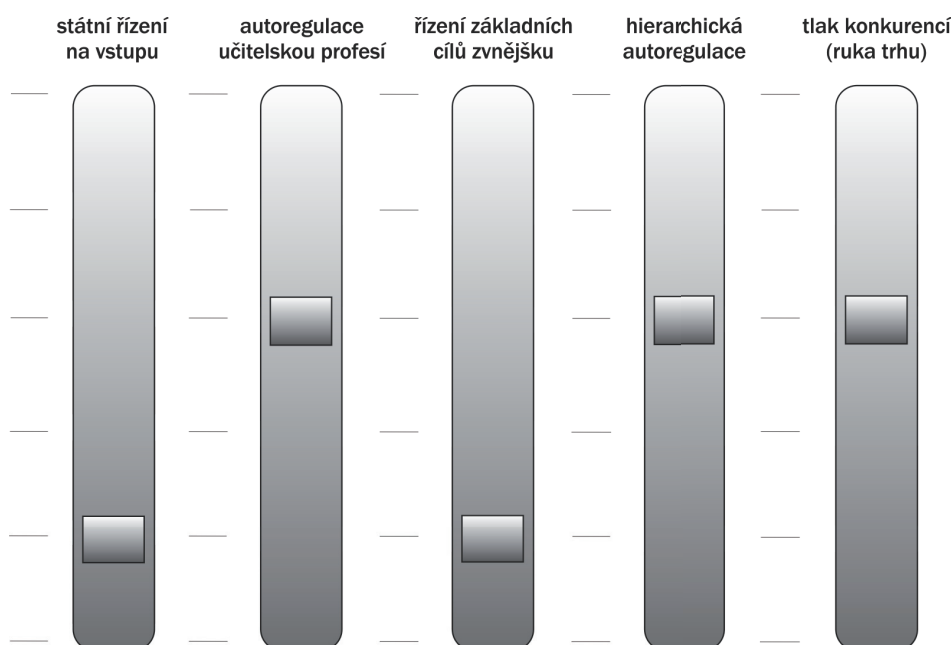 státní řízení
na vstupu
autoregulace
učitelskou profesí
řízení základních
cílů zvnějšku
hierarchická
autoregulace
tlak konkurencí
(ruka trhu)